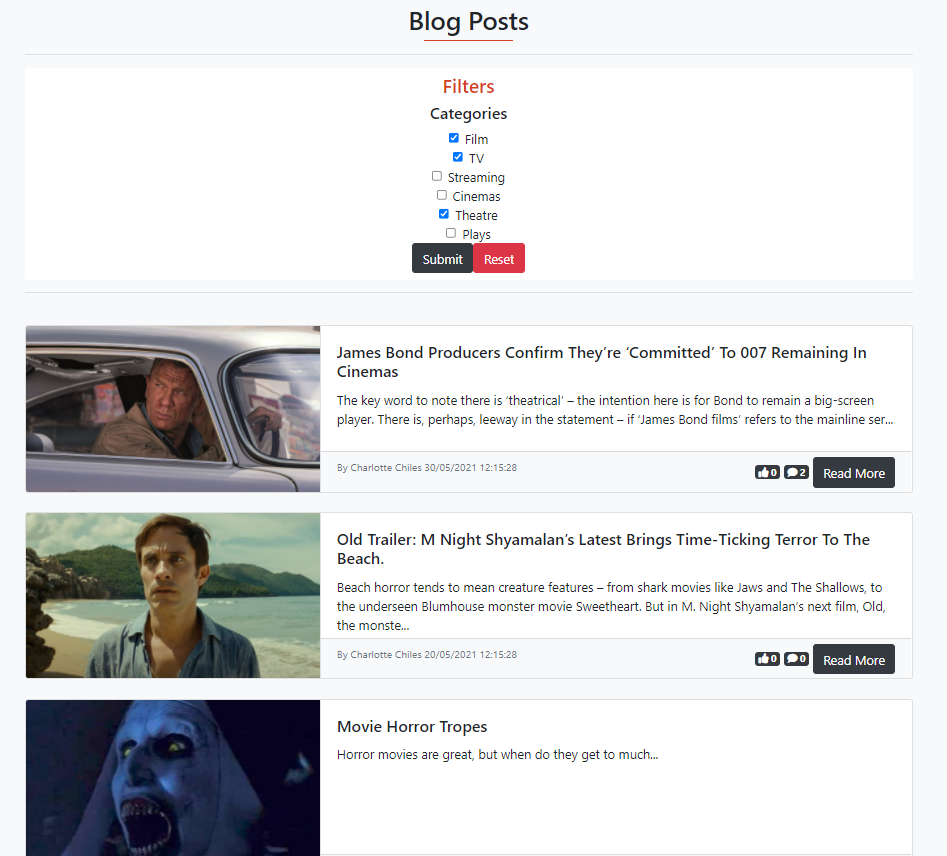 Blog Posts
Filters
Categories
Film
TV
Streaming
Cinemas
Theatre
Plays
Submit Reset
James Bond Producers Confirm They’re ‘Committed’ To 007 Remaining In
Cinemas
The key word to note there is ‘theatrical’ – the intention here is for Bond to remain a big-screen
player. There is, perhaps, leeway in the statement – if ‘James Bond films’ refers to the mainline ser...
By Charlotte Chiles 30/05/2021 12:15:28 0 2 Read More
Old Trailer: M Night Shyamalan’s Latest Brings Time-Ticking Terror To The
Beach.
Beach horror tends to mean creature features – from shark movies like Jaws and The Shallows, to
the underseen Blumhouse monster movie Sweetheart. But in M. Night Shyamalan’s next film, Old,
the monste...
By Charlotte Chiles 20/05/2021 12:15:28 0 0 Read More
Movie Horror Tropes
Horror movies are great, but when do they get to much...